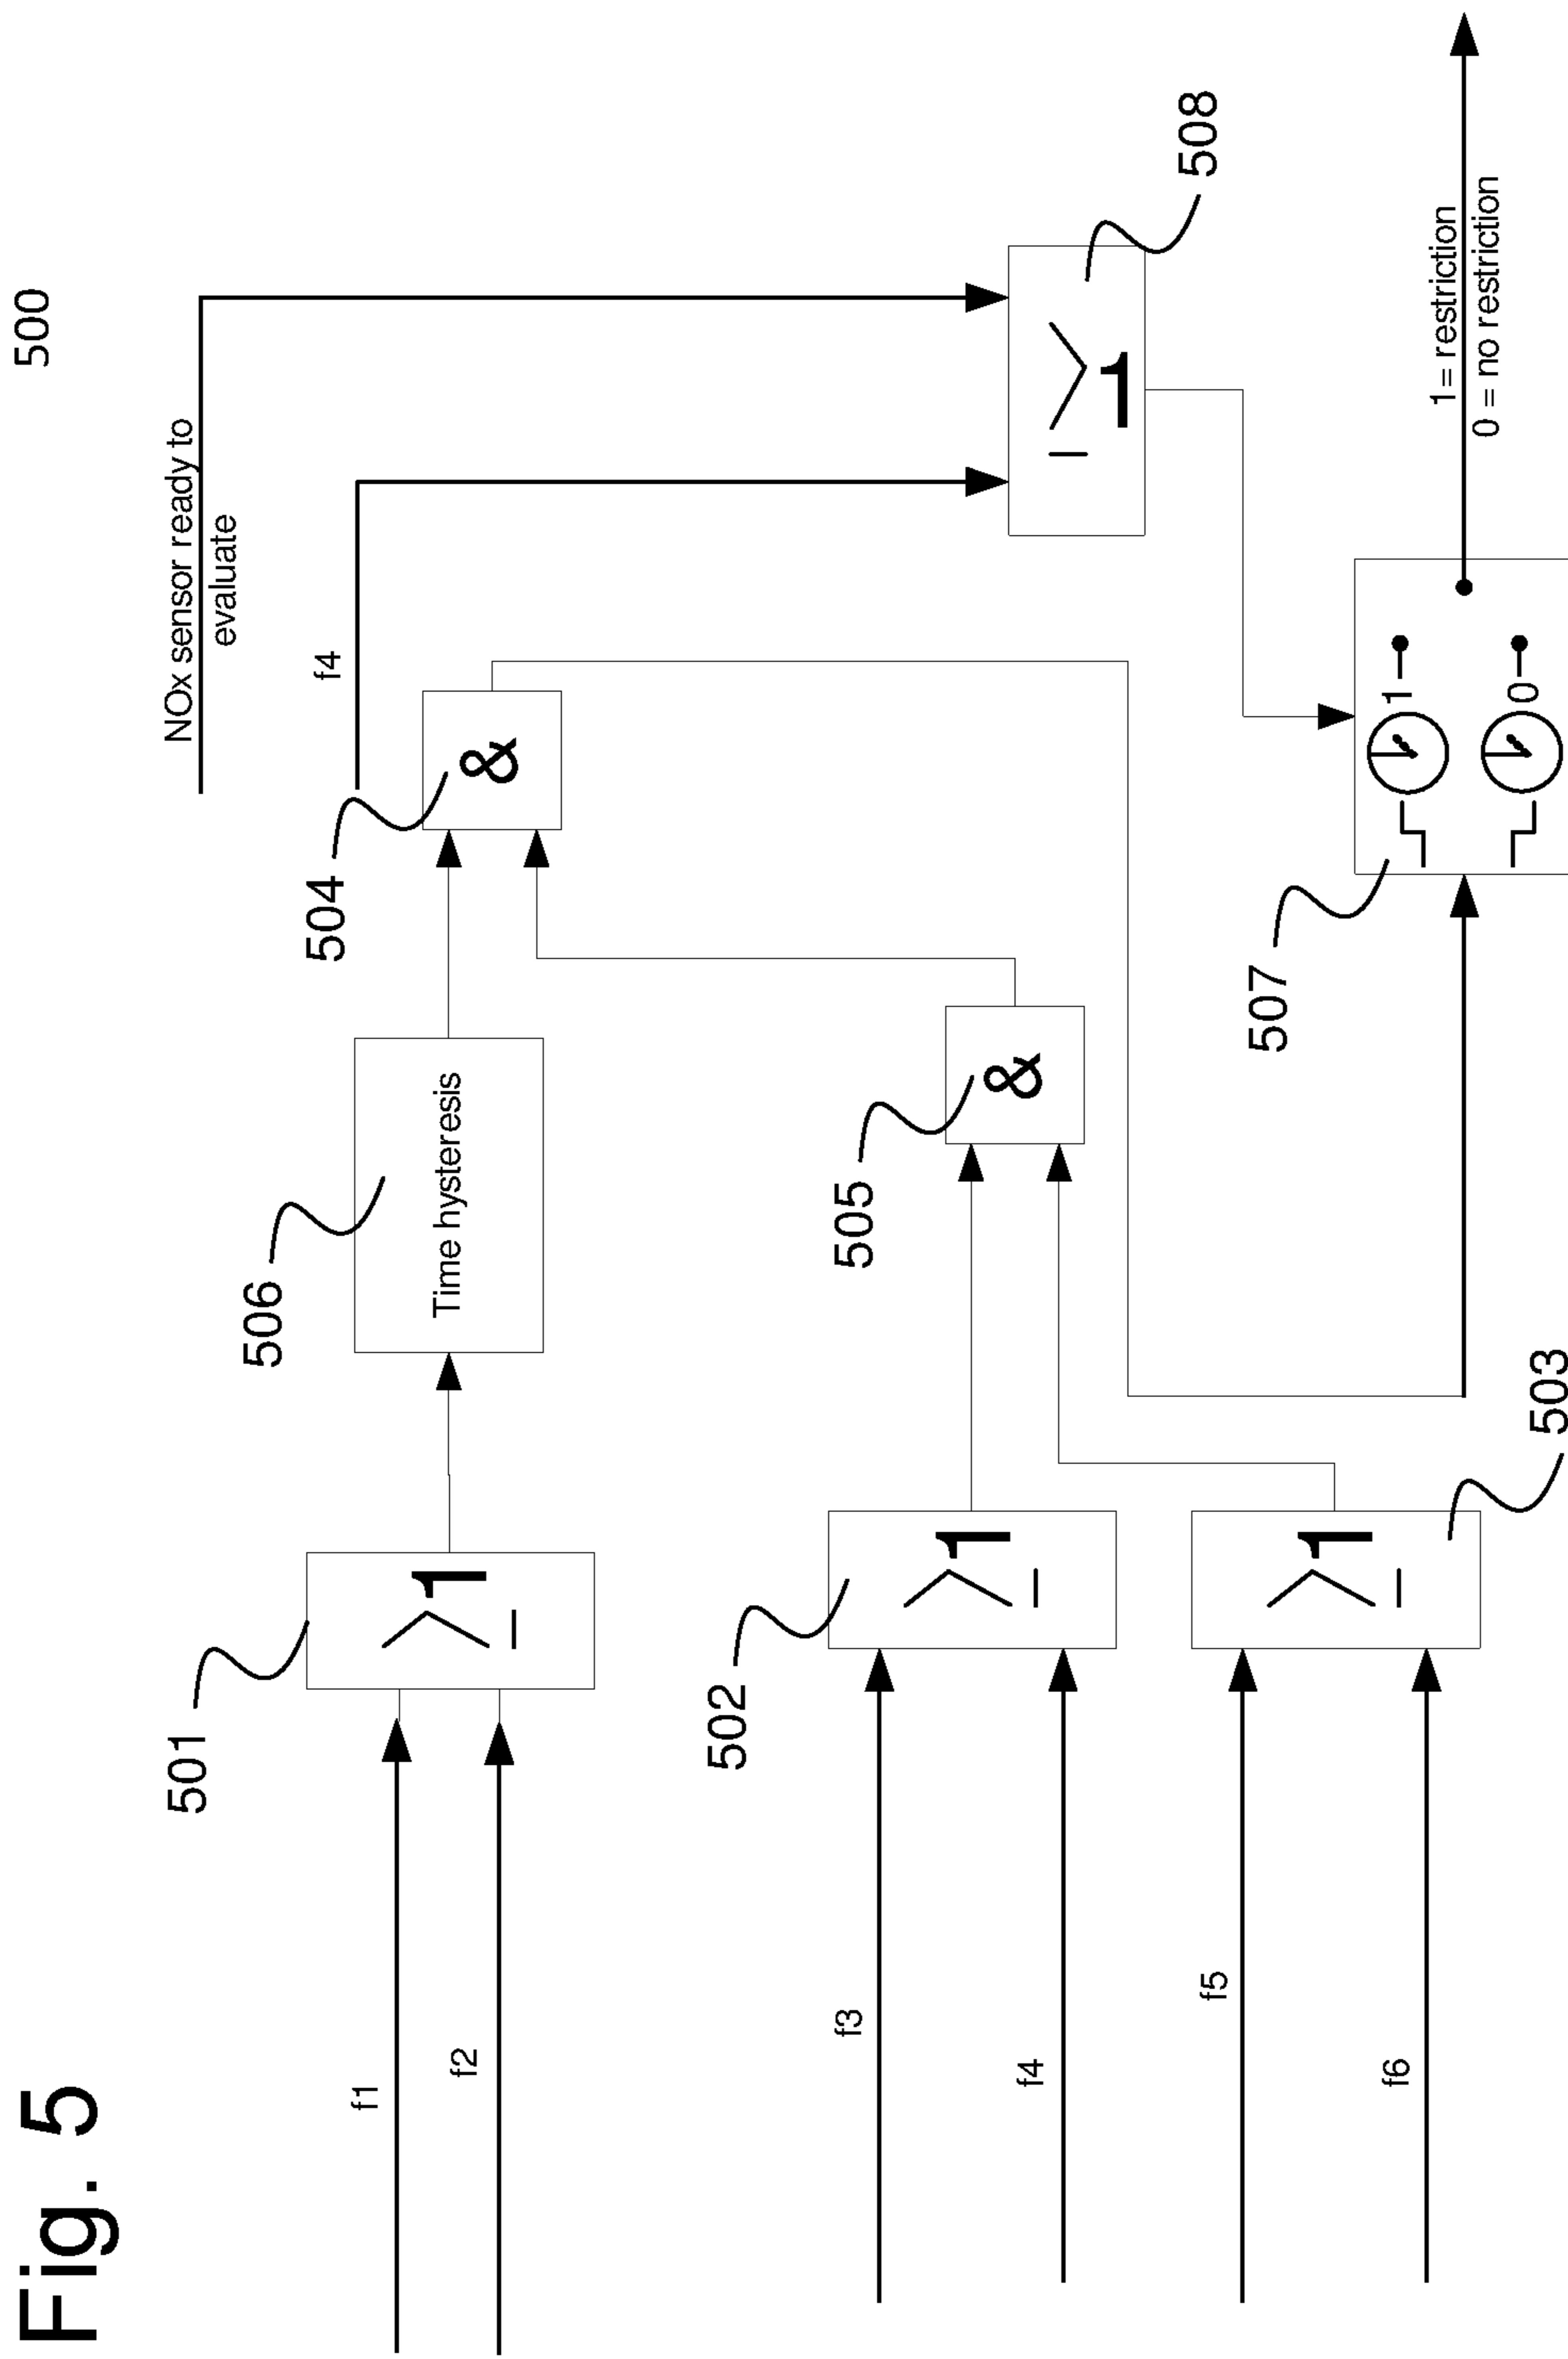 Fig. 5
500
NOx sensor ready to
evaluate
f4
504
&
508
≥1
506
Time hysteresis
501
≥1
f1
f2
505
&
502
≥1
f3
f4
507
1
0
1= restriction
0 = no restriction
503
≥1
f5
f6